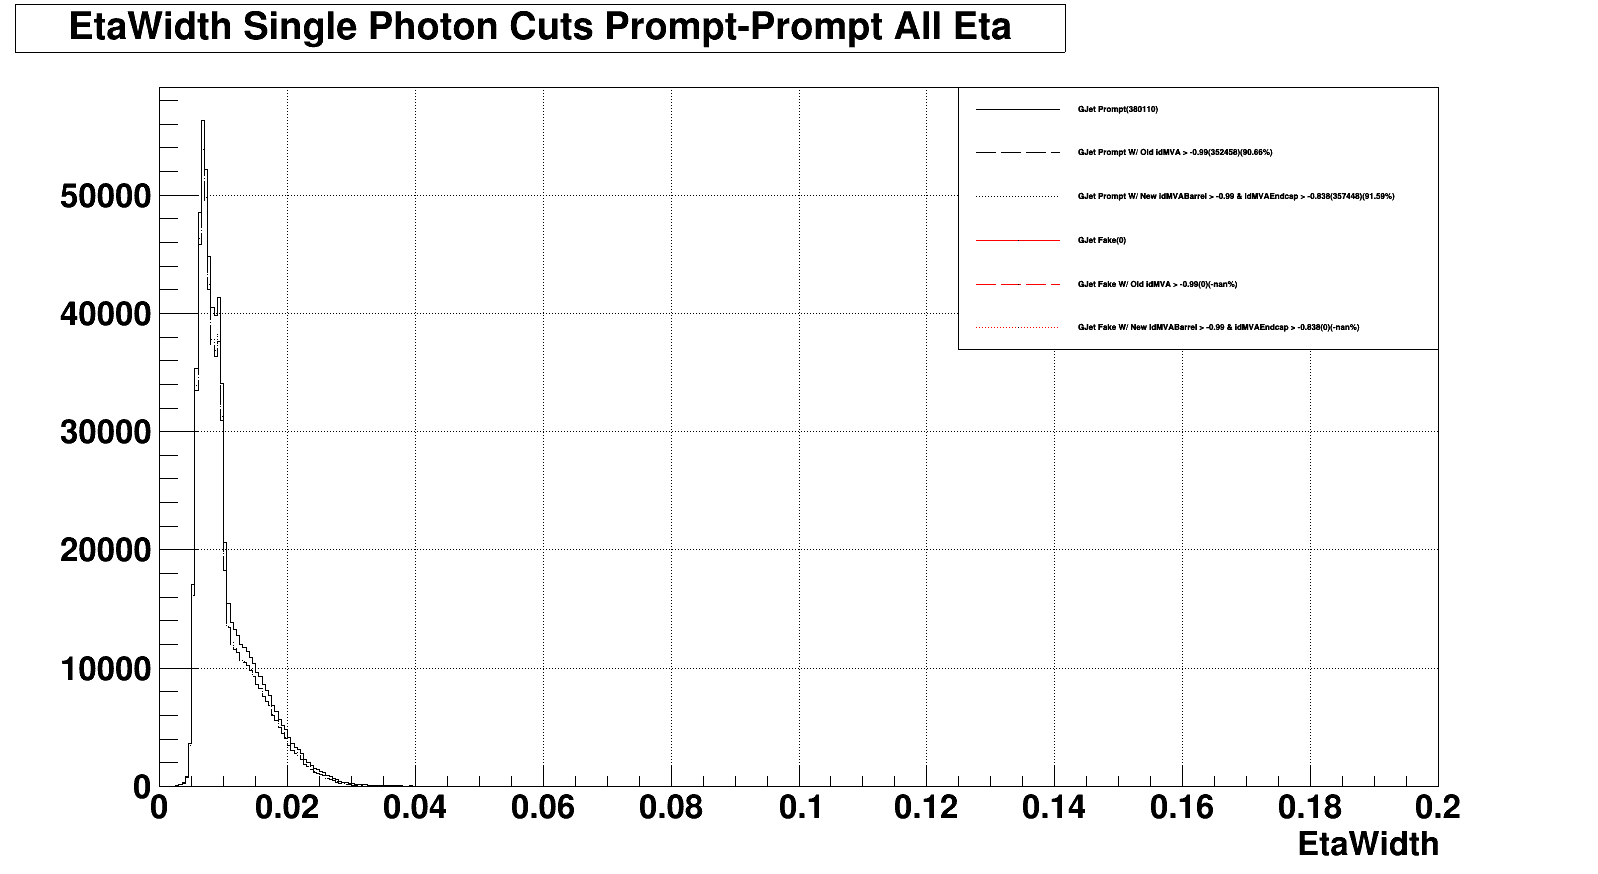 EtaWidth Single Photon Cuts Prompt-Prompt All Eta
GJet Prompt(380110)
GJet Prompt W/ Old idMVA > -0.99(352458)(90.66%)
GJet Prompt W/ New idMVABarrel > -0.99 & idMVAEndcap > -0.838(357448)(91.59%)
GJet Fake(0)
GJet Fake W/ Old idMVA > -0.99(0)(-nan%)
GJet Fake W/ New idMVABarrel > -0.99 & idMVAEndcap > -0.838(0)(-nan%)
50000
40000
30000
20000
10000
0
0 0.02 0.04 0.06 0.08 0.1 0.12 0.14 0.16 0.18 0.2
EtaWidth